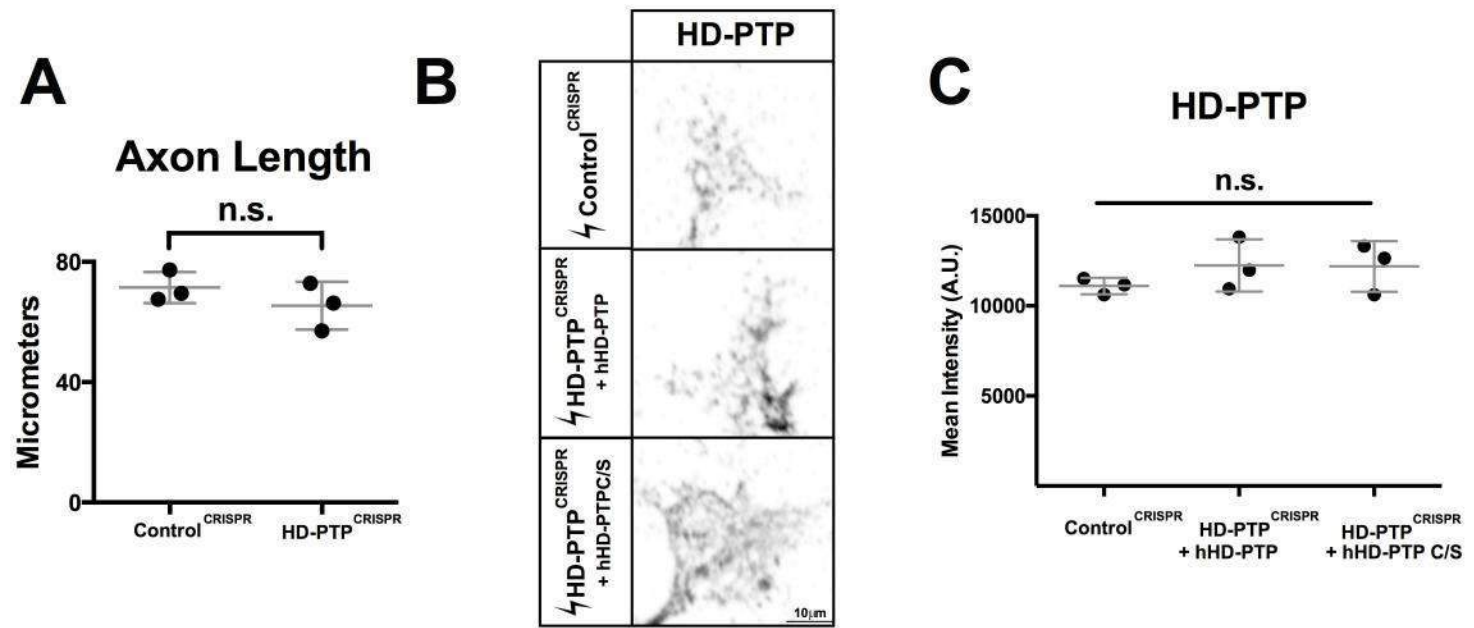 A
Axon Length
n.s.
80
40
0
Micrometers
Control^CRISPR
HD-PTP^CRISPR
B
HD-PTP
Control^CRISPR
HD-PTP^CRISPR
+ hHD-PTP
HD-PTP^CRISPR
+ hHD-PTPC/S
10μm
C
HD-PTP
n.s.
15000
10000
5000
Mean Intensity (A.U.)
Control^CRISPR
HD-PTP^CRISPR
+ hHD-PTP
HD-PTP^CRISPR
+ hHD-PTP C/S